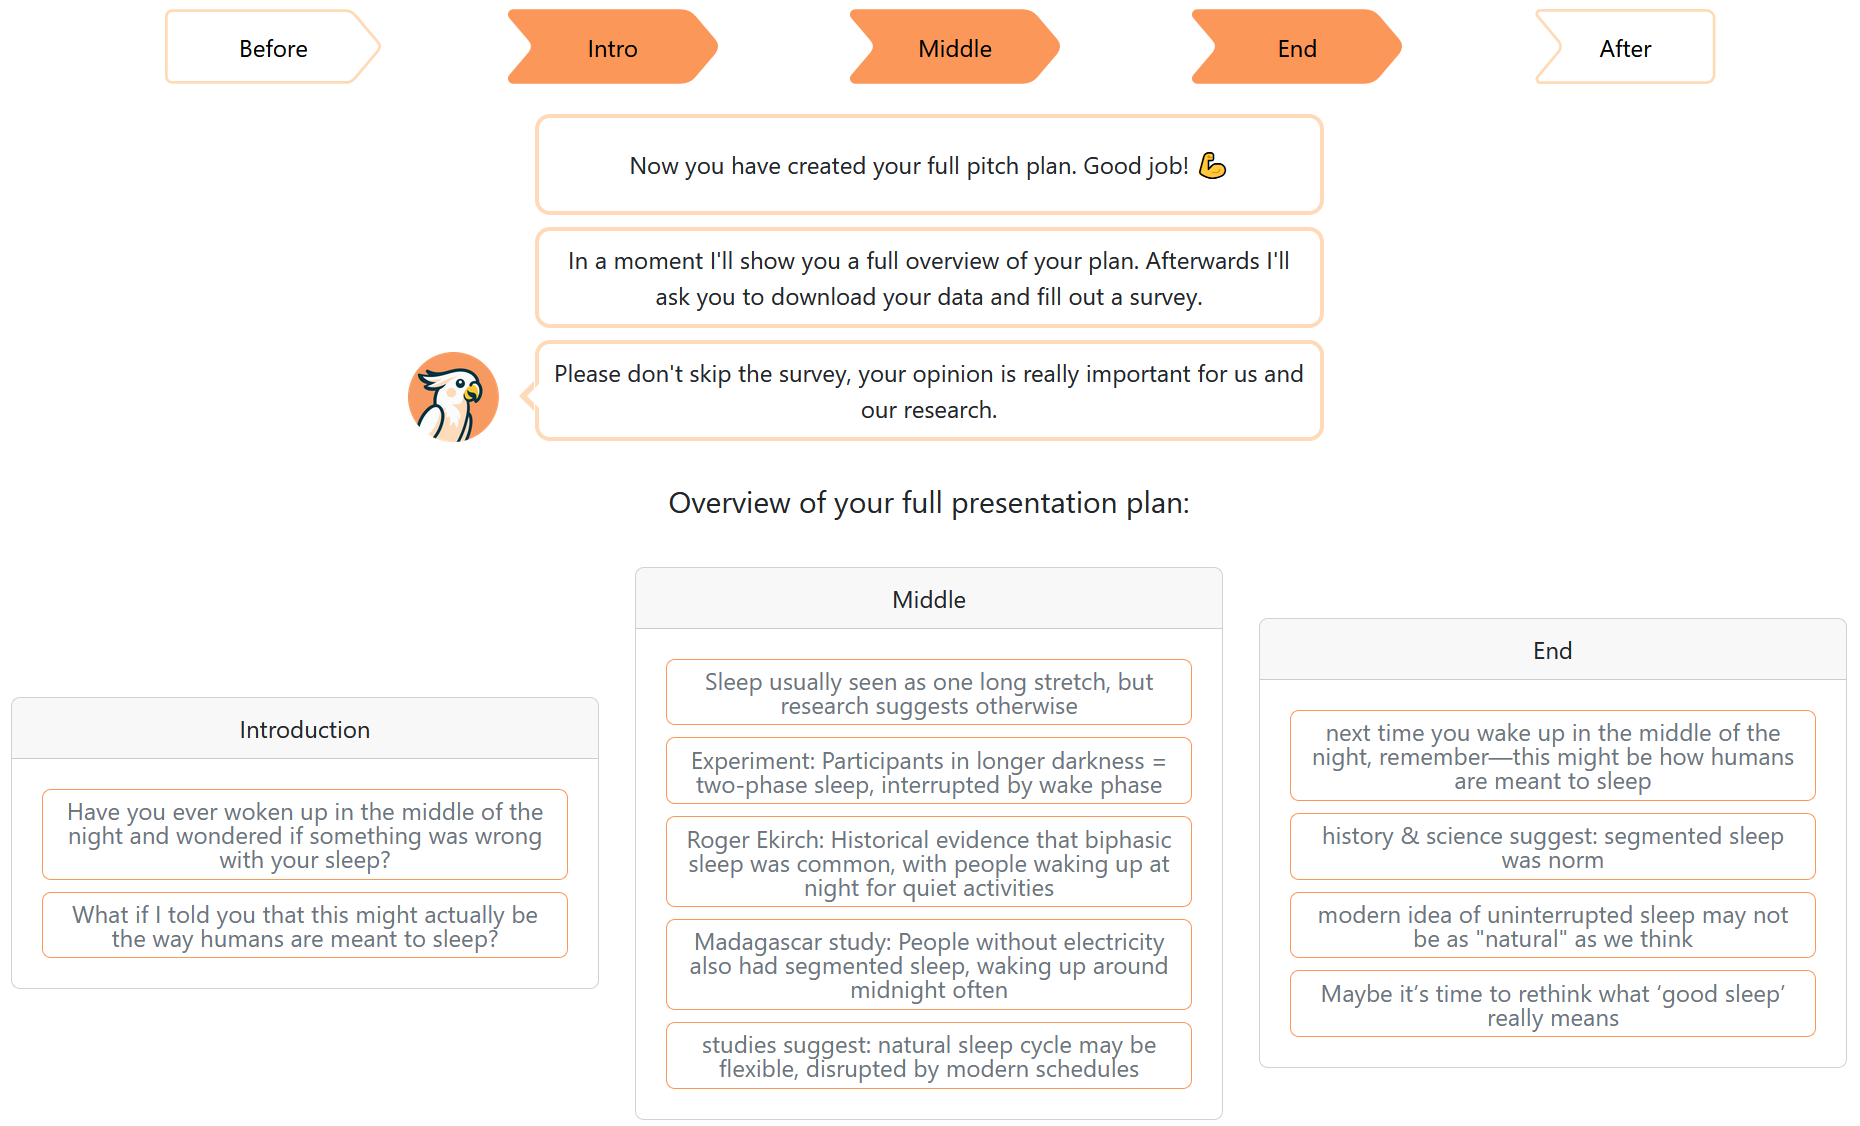 Before
Intro
Middle
End
After
Now you have created your full pitch plan. Good job! 💪
In a moment I'll show you a full overview of your plan. Afterwards I'll
ask you to download your data and fill out a survey.
Please don't skip the survey, your opinion is really important for us and
our research.
Overview of your full presentation plan:
Introduction
Have you ever woken up in the middle of the
night and wondered if something was wrong
with your sleep?
What if I told you that this might actually be
the way humans are meant to sleep?
Middle
Sleep usually seen as one long stretch, but
research suggests otherwise
Experiment: Participants in longer darkness =
two-phase sleep, interrupted by wake phase
Roger Ekirch: Historical evidence that biphasic
sleep was common, with people waking up at
night for quiet activities
Madagascar study: People without electricity
also had segmented sleep, waking up around
midnight often
studies suggest: natural sleep cycle may be
flexible, disrupted by modern schedules
End
next time you wake up in the middle of the
night, remember—this might be how humans
are meant to sleep
history & science suggest: segmented sleep
was norm
modern idea of uninterrupted sleep may not
be as "natural" as we think
Maybe it’s time to rethink what ‘good sleep’
really means